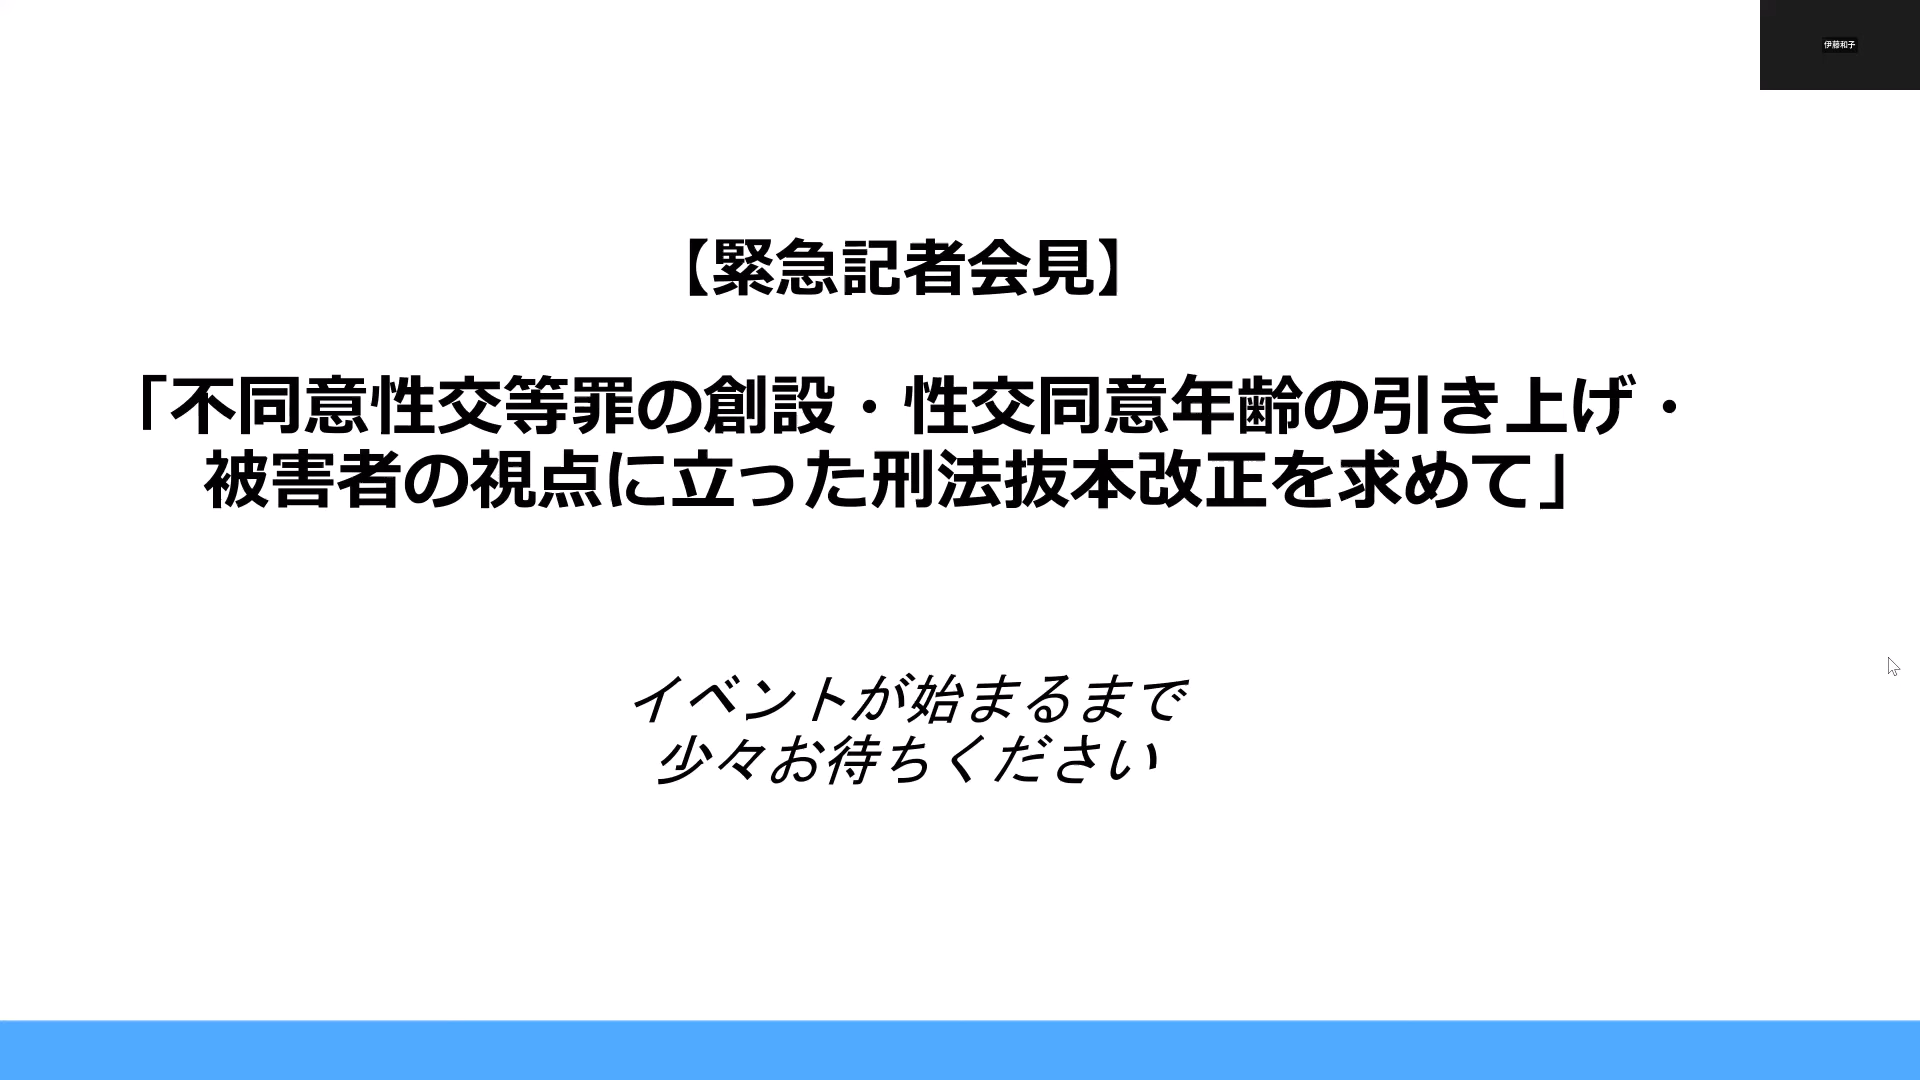 伊藤和子
【緊急記者会見】
「不同意性交等罪の創設・性交同意年齢の引き上げ・
被害者の視点に立った刑法抜本改正を求めて」
イベントが始まるまで
少々お待ちください